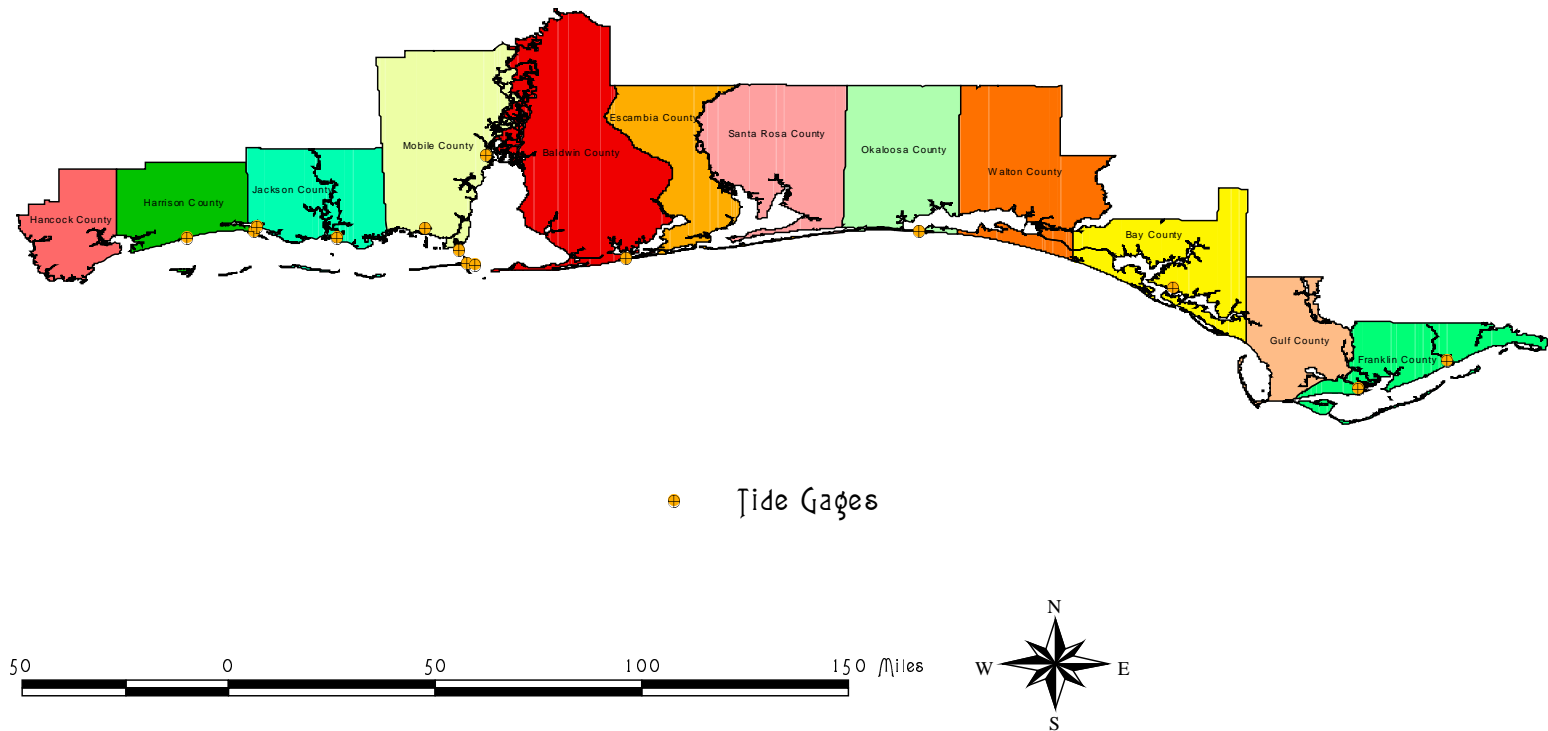 Hancock County
Harrison County
Jackson County
Mobile County
Baldwin County
Escambia County
Santa Rosa County
Okaloosa County
Walton County
Bay County
Gulf County
Franklin County
Tide Gages
50 0 50 100 150 Miles
N
W E
S